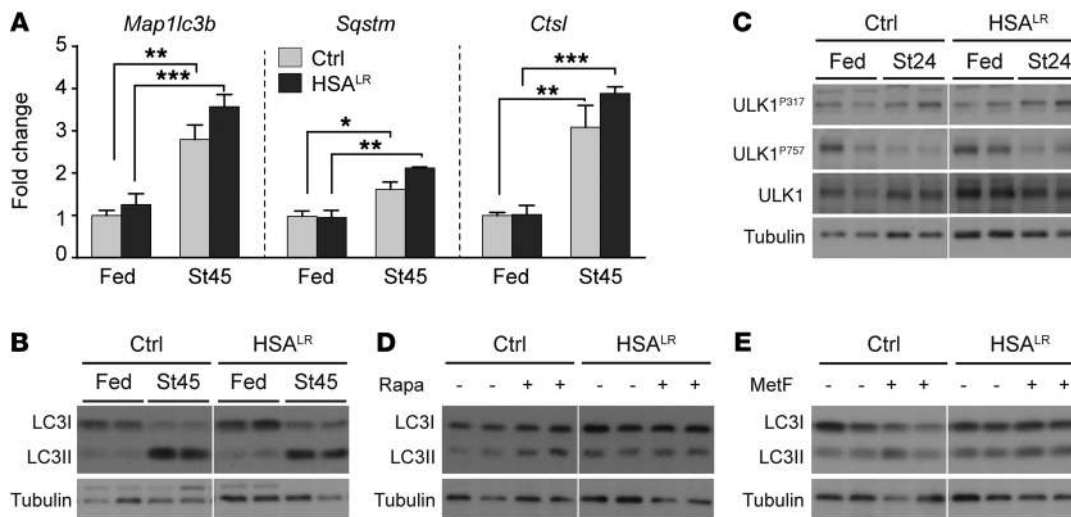 A
Map1lc3b Sqstm Ctsl
Fold change
5
4
3
2
1
0
** *** * ** ** ***
Ctrl
HSA^LR
Fed St45 Fed St45 Fed St45
C
Ctrl HSA^LR
Fed St24 Fed St24
ULK1^P317
ULK1^P757
ULK1
Tubulin
B
Ctrl HSA^LR
Fed St45 Fed St45
LC3I
LC3II
Tubulin
D
Ctrl HSA^LR
Rapa - - + + - - + +
LC3I
LC3II
Tubulin
E
Ctrl HSA^LR
MetF - - + + - - + +
LC3I
LC3II
Tubulin